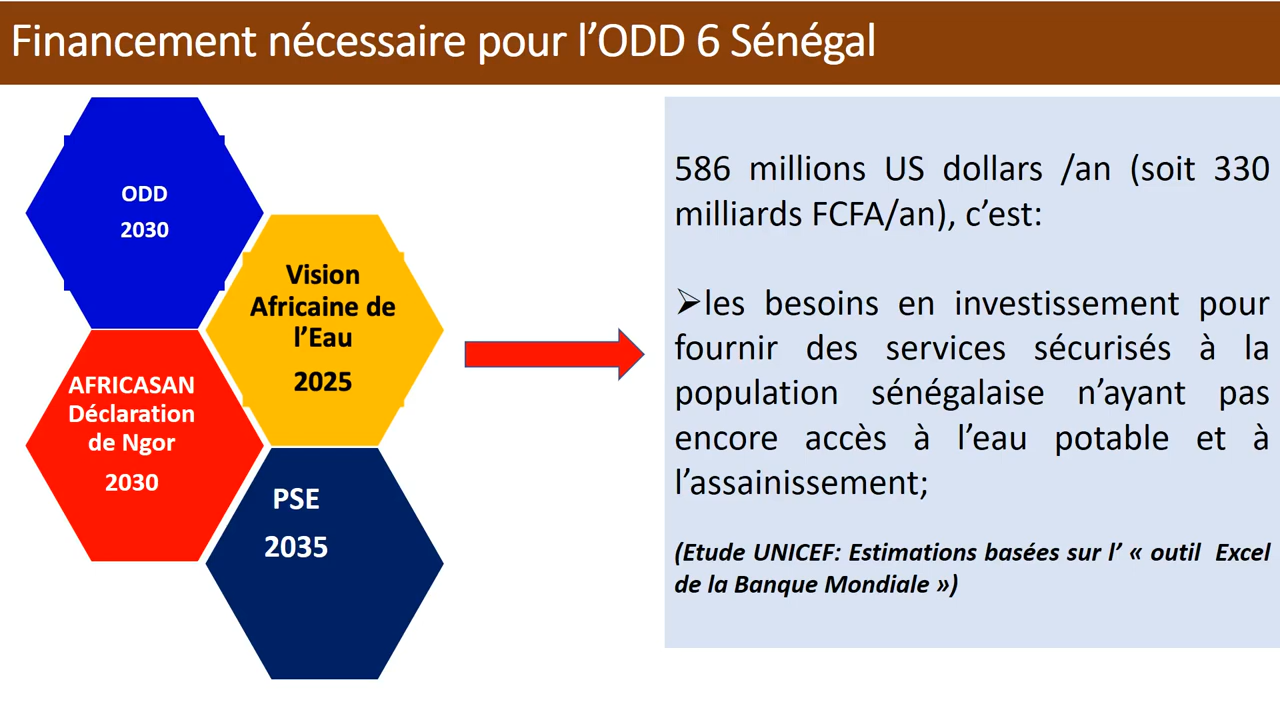 Financement nécessaire pour l’ODD 6 Sénégal
ODD
2030
Vision
Africaine de
l’Eau
2025
AFRICASAN
Déclaration
de Ngor
2030
PSE
2035
586 millions US dollars /an (soit 330
milliards FCFA/an), c’est:
➢les besoins en investissement pour
fournir des services sécurisés à la
population sénégalaise n’ayant pas
encore accès à l’eau potable et à
l’assainissement;
(Etude UNICEF: Estimations basées sur l’ « outil Excel
de la Banque Mondiale »)